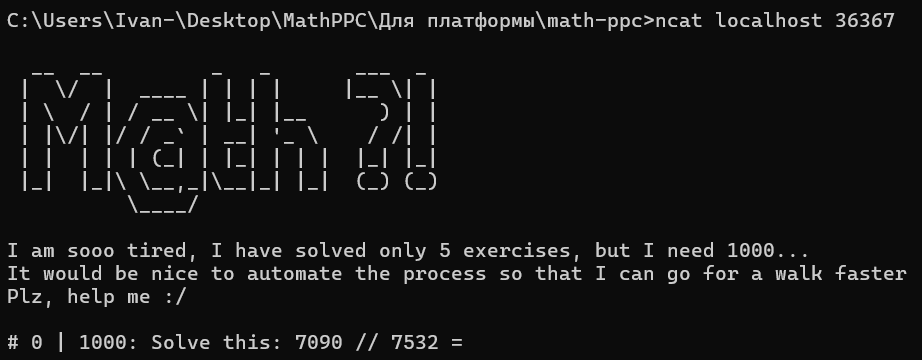 C:\Users\Ivan-\Desktop\MathPPC\Для платформы\math-ppc>ncat localhost 36367
M@th ?!
I am sooo tired, I have solved only 5 exercises, but I need 1000...
It would be nice to automate the process so that I can go for a walk faster
Plz, help me :/
# 0 | 1000: Solve this: 7090 // 7532 =